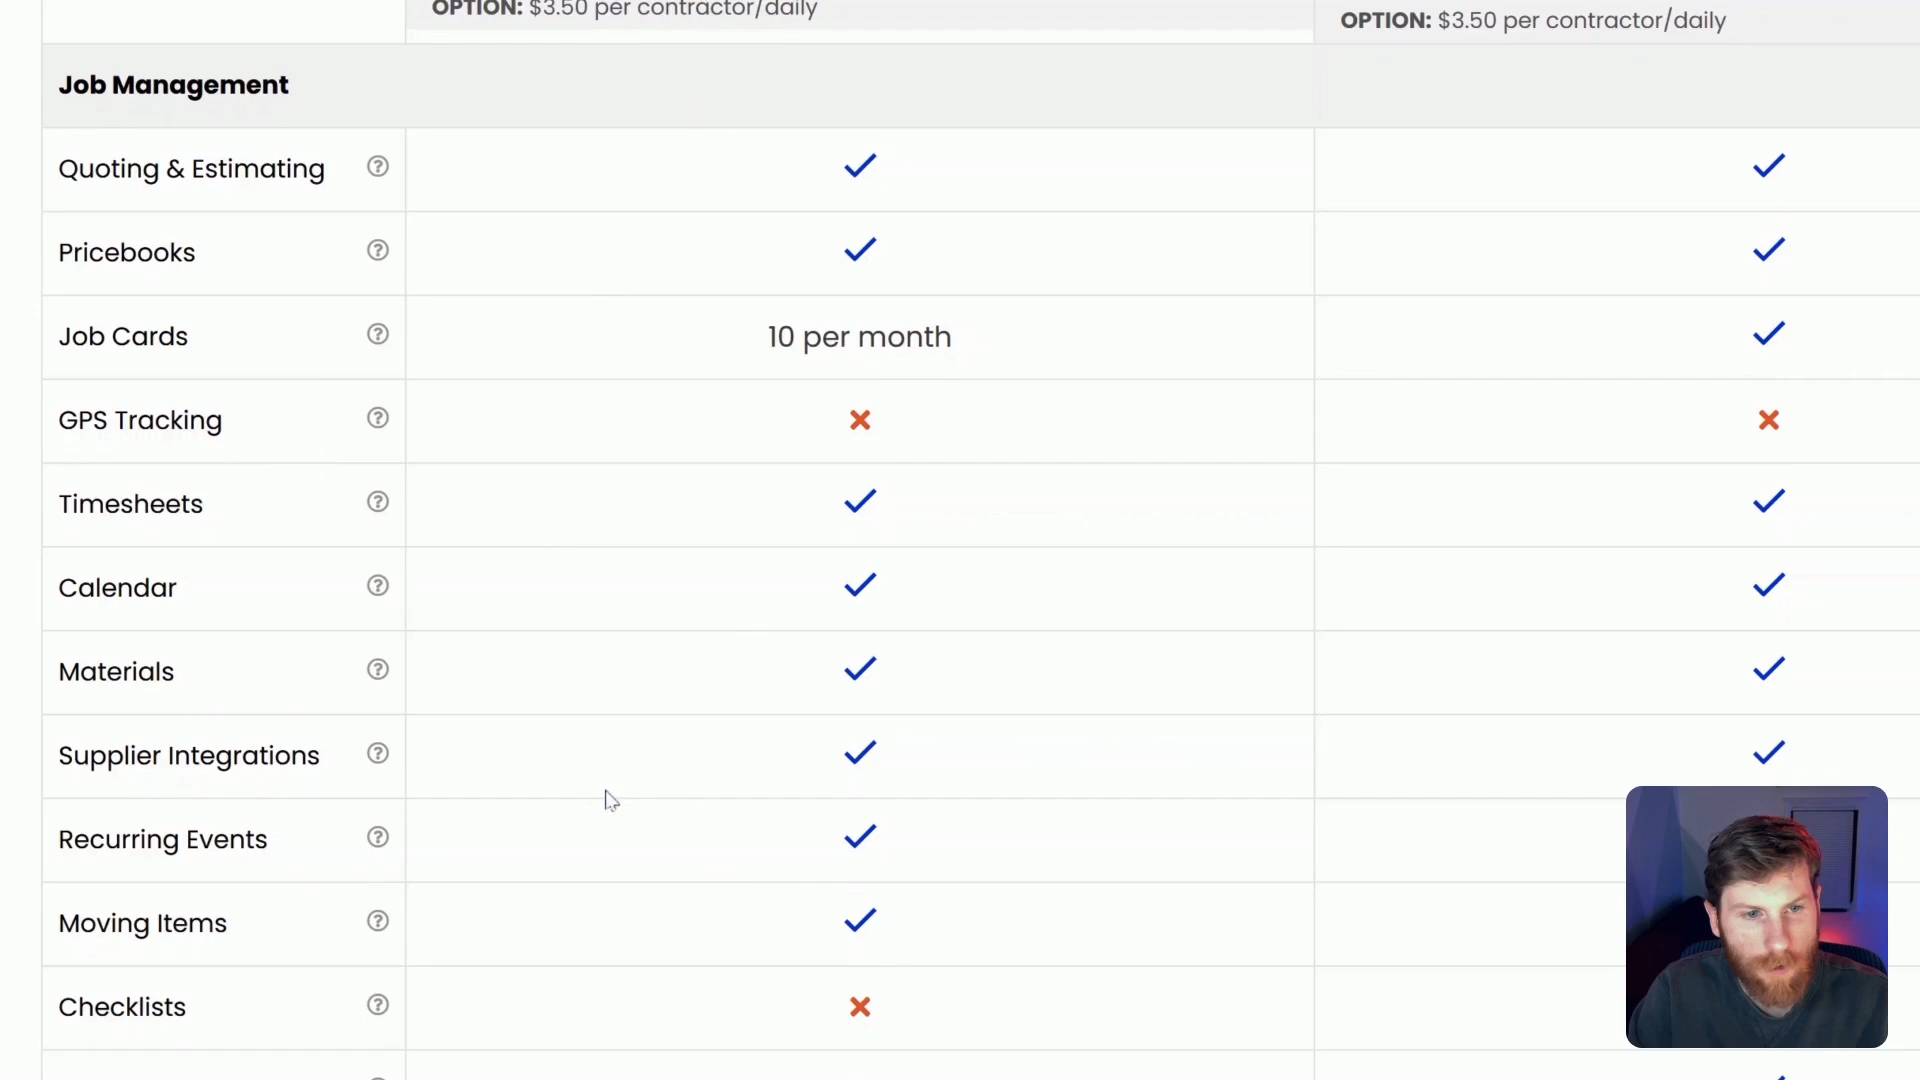 OPTION: $3.50 per contractor/daily
OPTION: $3.50 per contractor/daily
Job Management
Quoting & Estimating
Pricebooks
Job Cards 10 per month
GPS Tracking
Timesheets
Calendar
Materials
Supplier Integrations
Recurring Events
Moving Items
Checklists